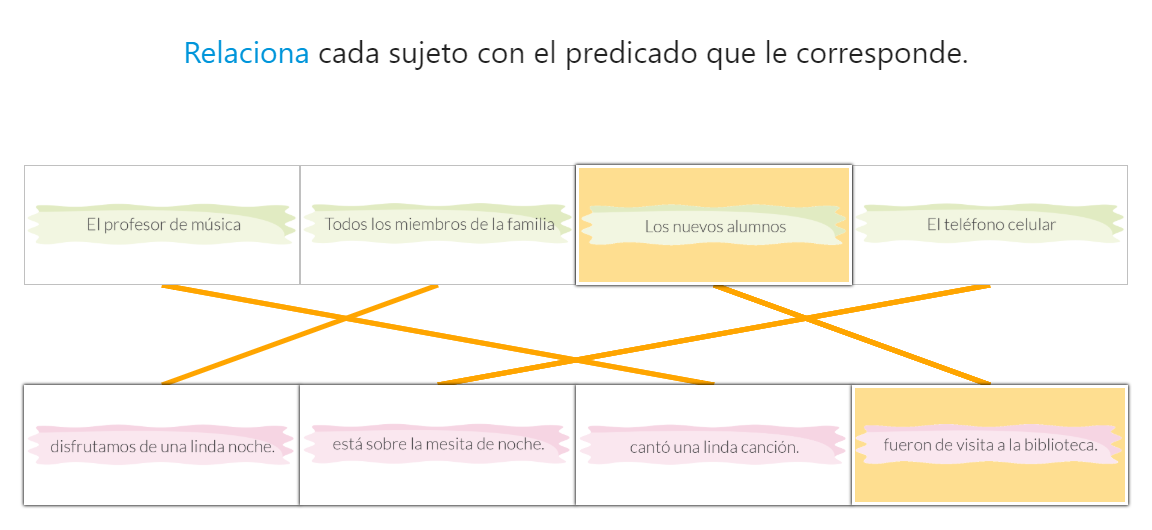 Relaciona cada sujeto con el predicado que le corresponde.
El profesor de música
Todos los miembros de la familia
Los nuevos alumnos
El teléfono celular
disfrutamos de una linda noche.
está sobre la mesita de noche.
cantó una linda canción.
fueron de visita a la biblioteca.